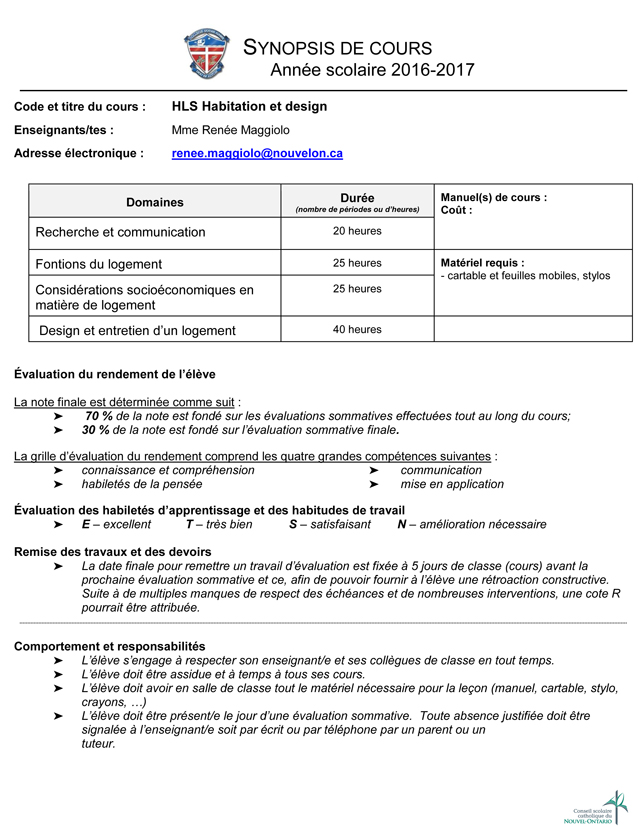 SYNOPSIS DE COURS
Année scolaire 2016-2017
Code et titre du cours : HLS Habitation et design
Enseignants/tes : Mme Renée Maggiolo
Adresse électronique : renee.maggiolo@nouvelon.ca
Domaines
Durée
(nombre de périodes ou d'heures)
Manuel(s) de cours :
Coût :
Recherche et communication
20 heures
Fontions du logement
25 heures
Matériel requis :
- cartable et feuilles mobiles, stylos
Considérations socioéconomiques en
matière de logement
25 heures
Design et entretien d'un logement
40 heures
Évaluation du rendement de l'élève
La note finale est déterminée comme suit :
➤ 70 % de la note est fondé sur les évaluations sommatives effectuées tout au long du cours;
➤ 30 % de la note est fondé sur l'évaluation sommative finale.
La grille d'évaluation du rendement comprend les quatre grandes compétences suivantes :
➤ connaissance et compréhension ➤ communication
➤ habiletés de la pensée ➤ mise en application
Évaluation des habiletés d'apprentissage et des habitudes de travail
➤ E – excellent T – très bien S – satisfaisant N – amélioration nécessaire
Remise des travaux et des devoirs
➤ La date finale pour remettre un travail d'évaluation est fixée à 5 jours de classe (cours) avant la
prochaine évaluation sommative et ce, afin de pouvoir fournir à l'élève une rétroaction constructive.
Suite à de multiples manques de respect des échéances et de nombreuses interventions, une cote R
pourrait être attribuée.
Comportement et responsabilités
➤ L'élève s'engage à respecter son enseignant/e et ses collègues de classe en tout temps.
➤ L'élève doit être assidue et à temps à tous ses cours.
➤ L'élève doit avoir en salle de classe tout le matériel nécessaire pour la leçon (manuel, cartable, stylo,
crayons, …)
➤ L'élève doit être présent/e le jour d'une évaluation sommative. Toute absence justifiée doit être
signalée à l'enseignant/e soit par écrit ou par téléphone par un parent ou un
tuteur.
Conseil scolaire
catholique du
NOUVEL-ONTARIO